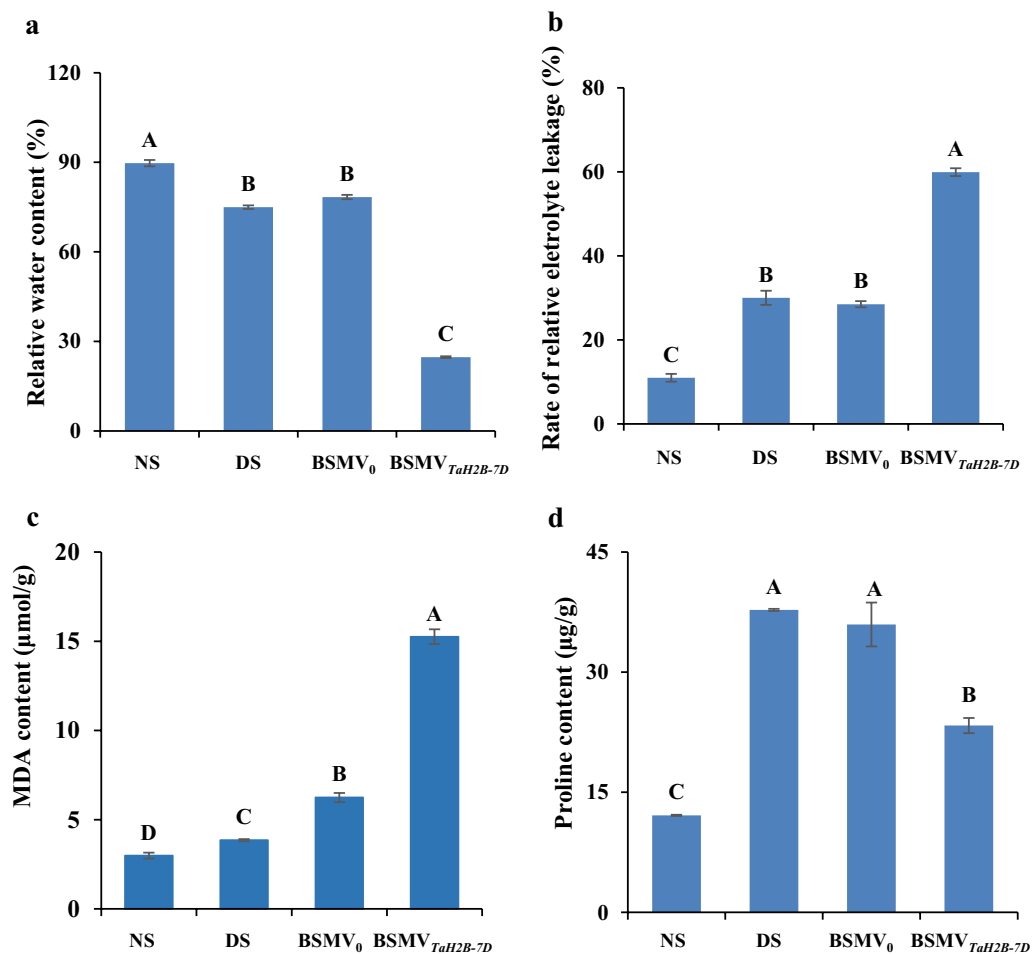 a
Relative water content (%)
120
90
60
30
0
A
B
B
C
NS
DS
BSMV0
BSMVTaH2B-7D
b
Rate of relative eletrolyte leakage (%)
80
60
40
20
0
C
B
B
A
NS
DS
BSMV0
BSMVTaH2B-7D
c
MDA content (μmol/g)
20
15
10
5
0
D
C
B
A
NS
DS
BSMV0
BSMVTaH2B-7D
d
Proline content (μg/g)
45
30
15
0
C
A
A
B
NS
DS
BSMV0
BSMVTaH2B-7D